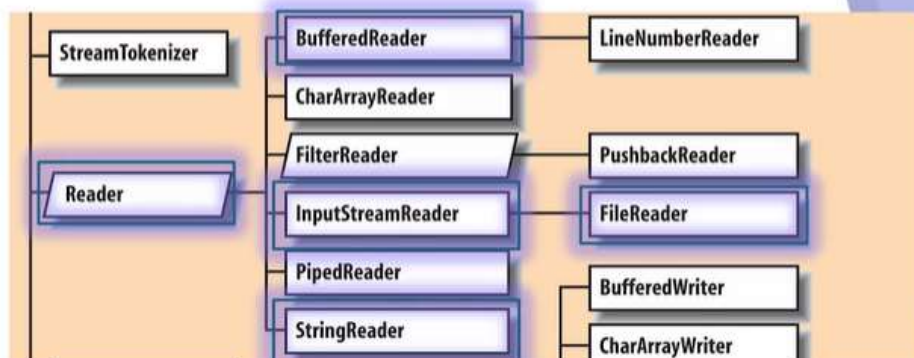 StreamTokenizer
Reader
BufferedReader
CharArrayReader
FilterReader
InputStreamReader
PipedReader
StringReader
LineNumberReader
PushbackReader
FileReader
BufferedWriter
CharArrayWriter